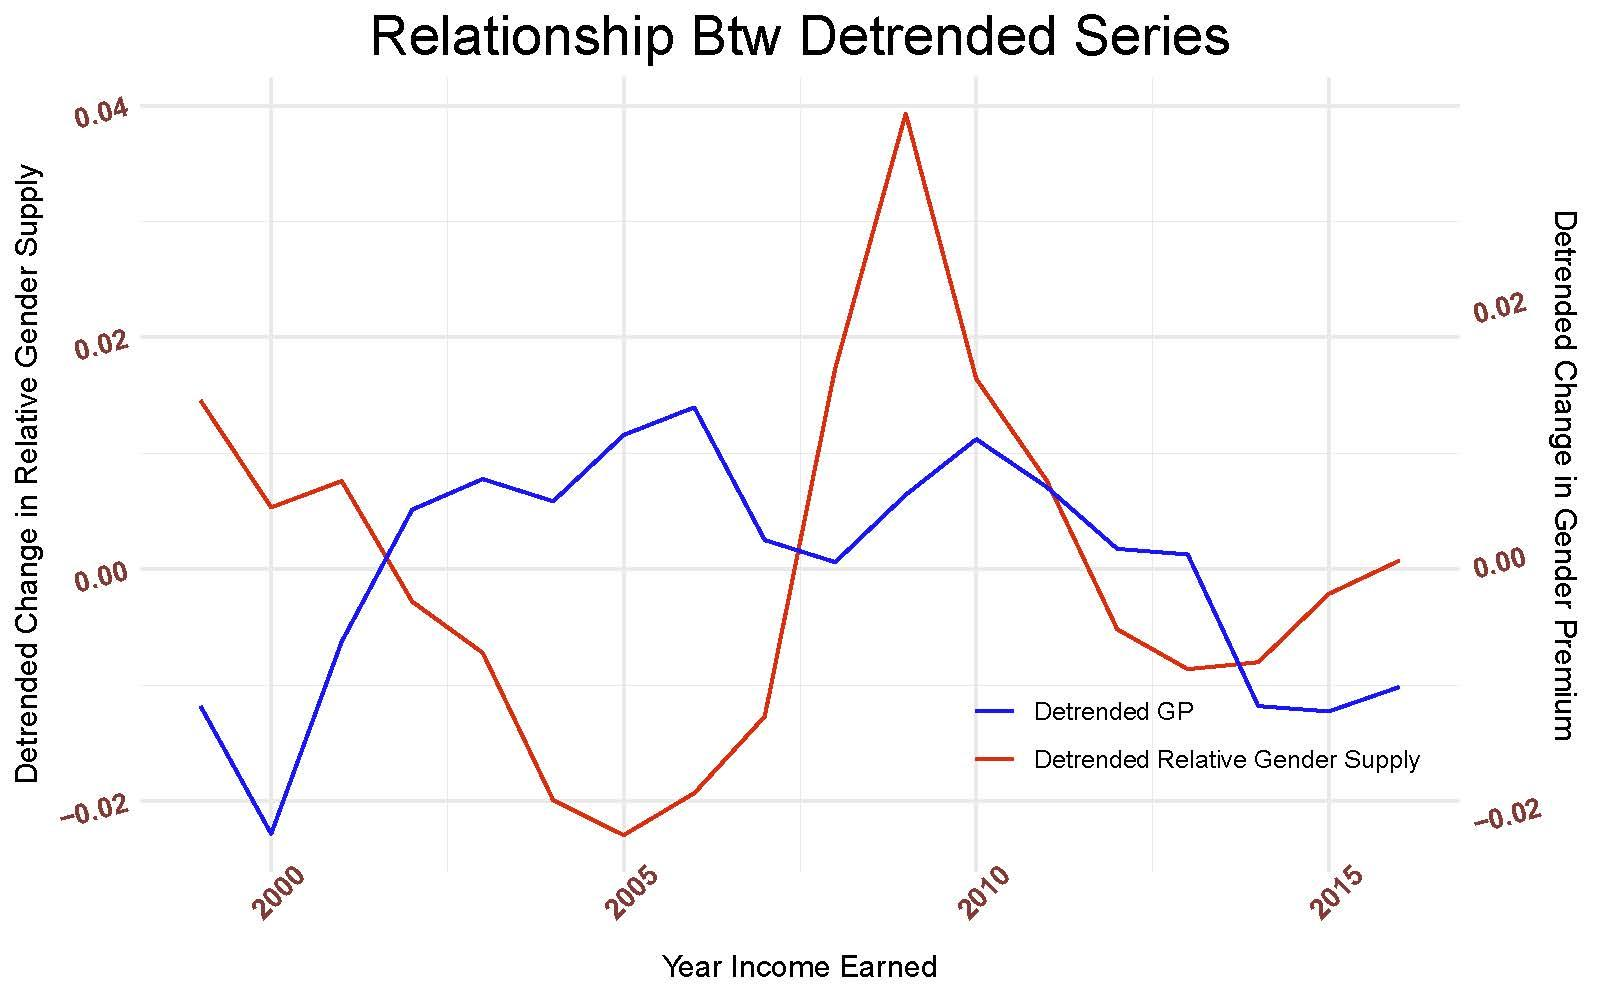 Relationship Btw Detrended Series
Detrended Change in Relative Gender Supply
0.04
0.02
0.00
−0.02
0.02
0.00
−0.02
Detrended Change in Gender Premium
Detrended GP
Detrended Relative Gender Supply
2000
2005
2010
2015
Year Income Earned